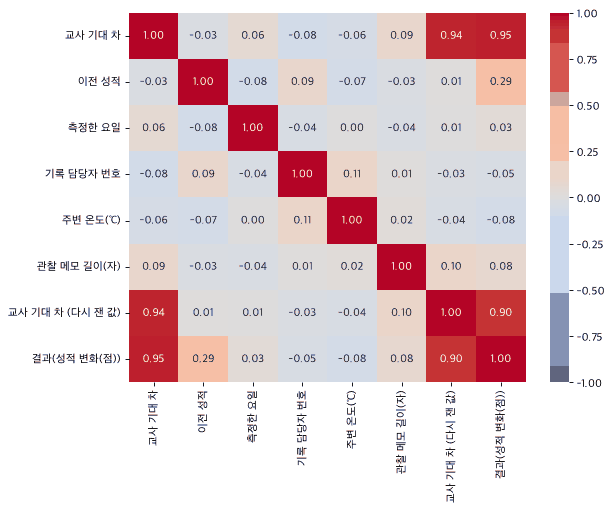 교사 기대 차 1.00 −0.03 0.06 −0.08 −0.06 0.09 0.94 0.95
이전 성적 −0.03 1.00 −0.08 0.09 −0.07 −0.03 0.01 0.29
측정한 요일 0.06 −0.08 1.00 −0.04 0.00 −0.04 0.01 0.03
기록 담당자 번호 −0.08 0.09 −0.04 1.00 0.11 0.01 −0.03 −0.05
주변 온도(℃) −0.06 −0.07 0.00 0.11 1.00 0.02 −0.04 −0.08
관찰 메모 길이(자) 0.09 −0.03 −0.04 0.01 0.02 1.00 0.10 0.08
교사 기대 차 (다시 잰 값) 0.94 0.01 0.01 −0.03 −0.04 0.10 1.00 0.90
결과(성적 변화(점)) 0.95 0.29 0.03 −0.05 −0.08 0.08 0.90 1.00
교사 기대 차
이전 성적
측정한 요일
기록 담당자 번호
주변 온도(℃)
관찰 메모 길이(자)
교사 기대 차 (다시 잰 값)
결과(성적 변화(점))
1.00
0.75
0.50
0.25
0.00
−0.25
−0.50
−0.75
−1.00